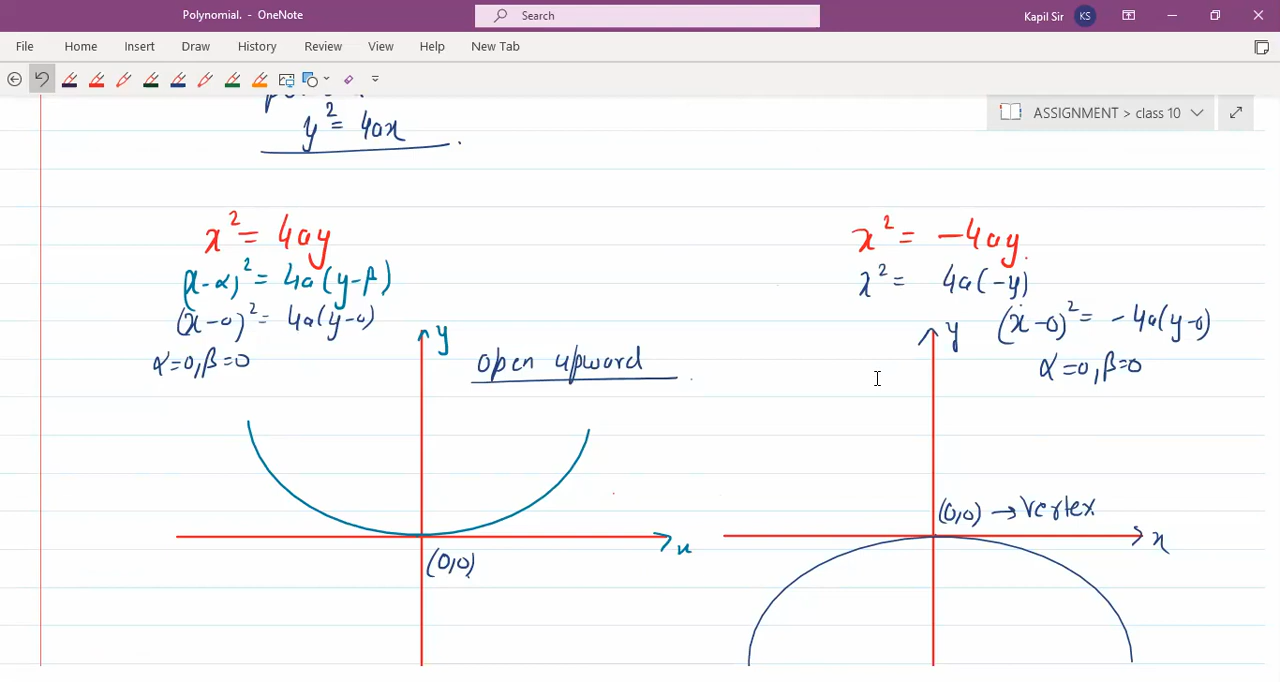 Polynomial. - OneNote
Search
Kapil Sir
KS
File Home Insert Draw History Review View Help New Tab
ASSIGNMENT > class 10
y² = 4ax
x² = 4ay
(x-α)² = 4a(y-β)
(x-0)² = 4a(y-0)
α=0, β=0
y
open upward
x
(0,0)
x² = -4ay.
x² = 4a(-y)
(x-0)² = -4a(y-0)
α=0, β=0
y
(0,0) → Vertex
x